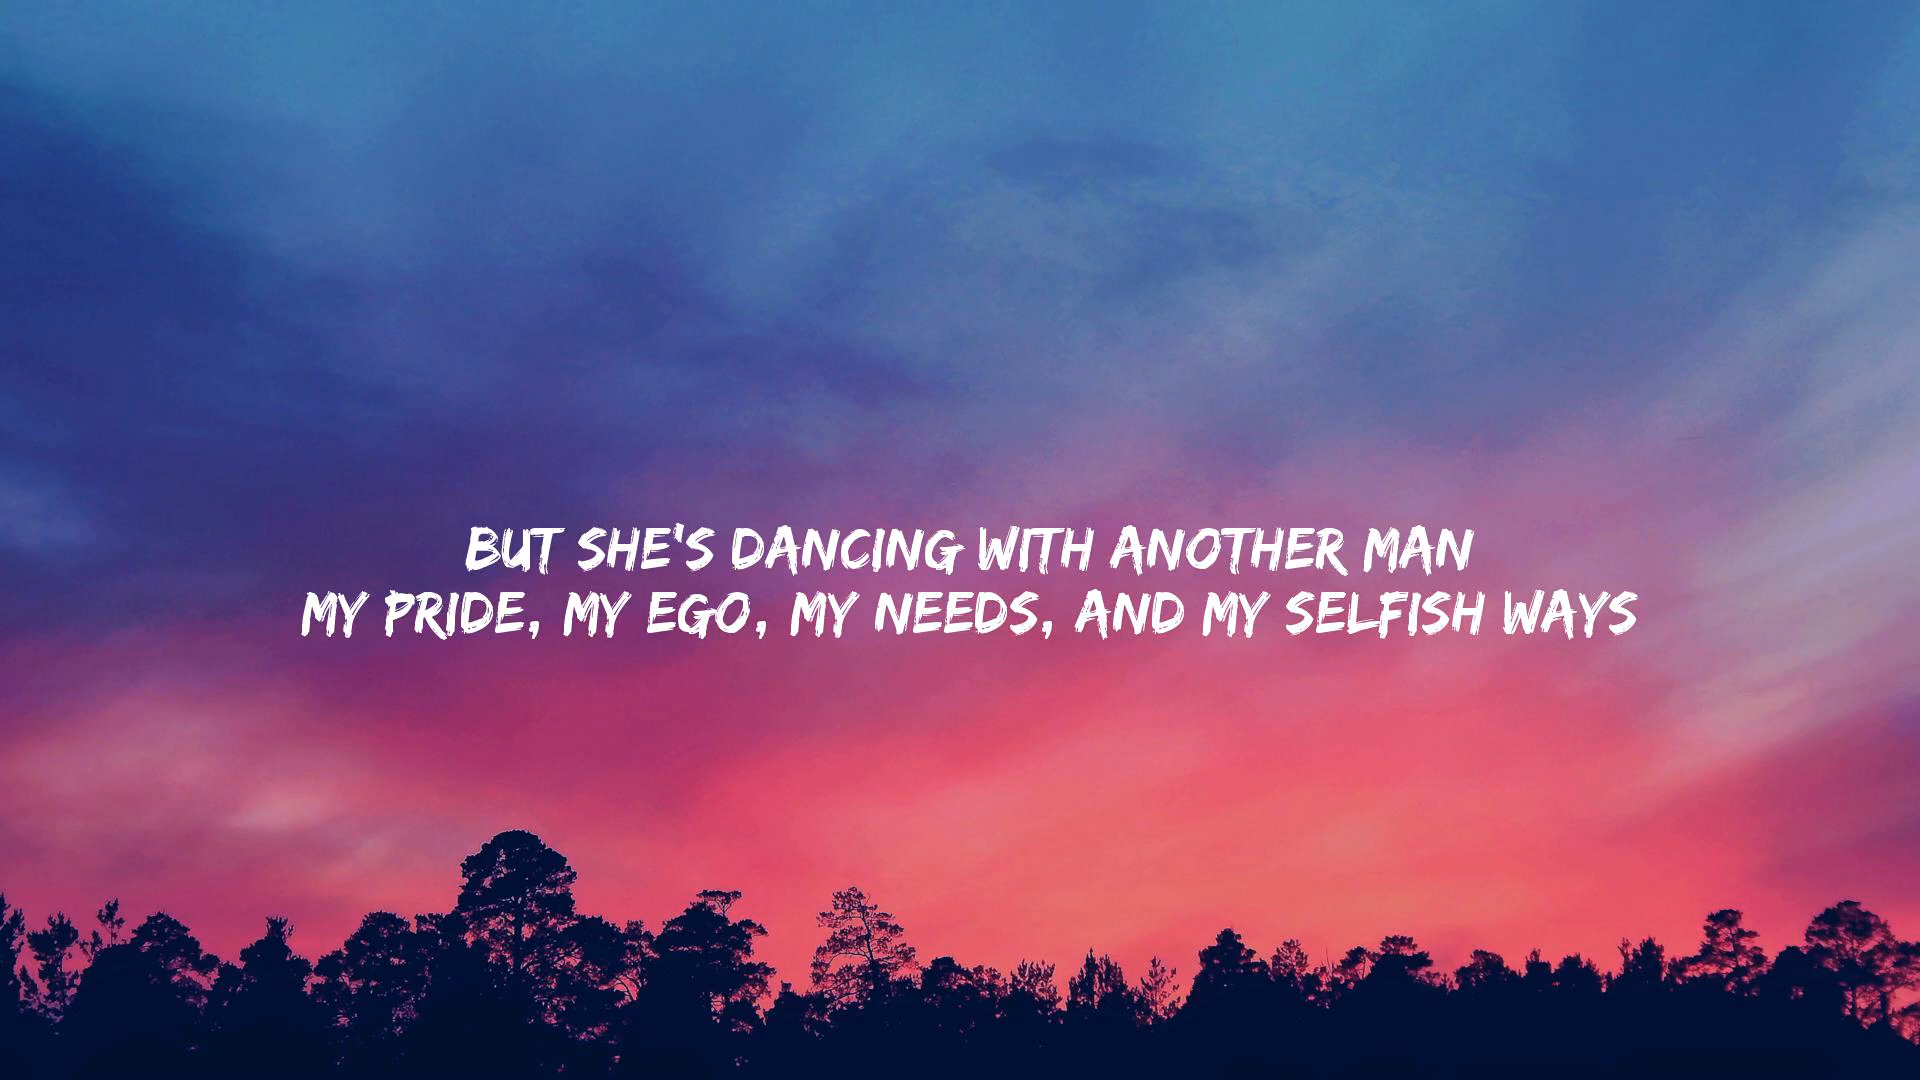 BUT SHE'S DANCING WITH ANOTHER MAN
MY PRIDE, MY EGO, MY NEEDS, AND MY SELFISH WAYS